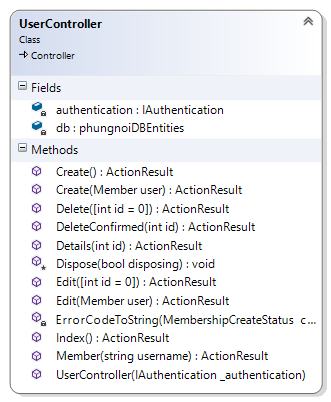 UserController
Class
Controller
Fields
authentication : IAuthentication
db : phungnoiDBEntities
Methods
Create() : ActionResult
Create(Member user) : ActionResult
Delete([int id = 0]) : ActionResult
DeleteConfirmed(int id) : ActionResult
Details(int id) : ActionResult
Dispose(bool disposing) : void
Edit([int id = 0]) : ActionResult
Edit(Member user) : ActionResult
ErrorCodeToString(MembershipCreateStatus c...
Index() : ActionResult
Member(string username) : ActionResult
UserController(IAuthentication _authentication)